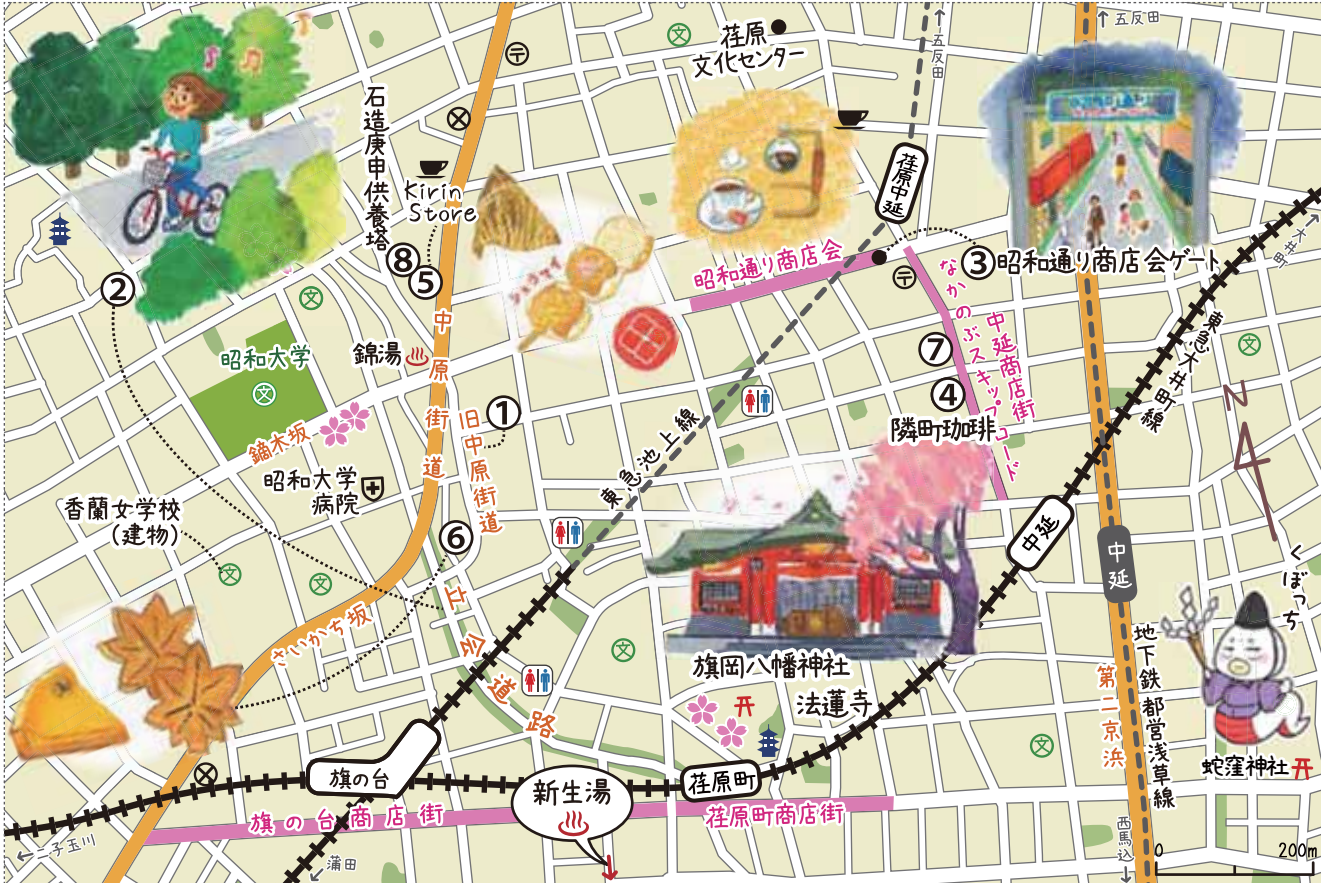 五反田
五反田
荏原
文化センター
石造庚申供養塔
Kirin
Store
荏原中延
大井町
⑧
⑤
②
③昭和通り商店会ゲート
昭和通り商店会
昭和大学
錦湯
中原街道
旧中原街道
①
⑦
④
なかのぶスキップロード
中延商店街
隣町珈琲
東急大井町線
東急池上線
鏑木坂
昭和大学
病院
香蘭女学校
(建物)
⑥
N
中延
中延
くぼっち
立会道路
さいかち坂
旗岡八幡神社
法蓮寺
第二京浜
地下鉄都営浅草線
蛇窪神社
旗の台
荏原町
新生湯
旗の台商店街
荏原町商店街
二子玉川
蒲田
西馬込
0
200m